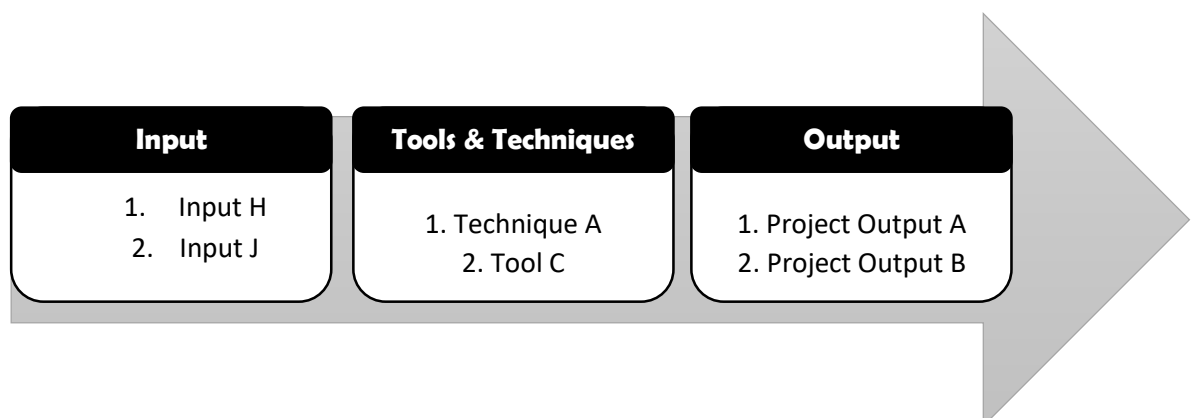 Input
1. Input H
2. Input J
Tools & Techniques
1. Technique A
2. Tool C
Output
1. Project Output A
2. Project Output B